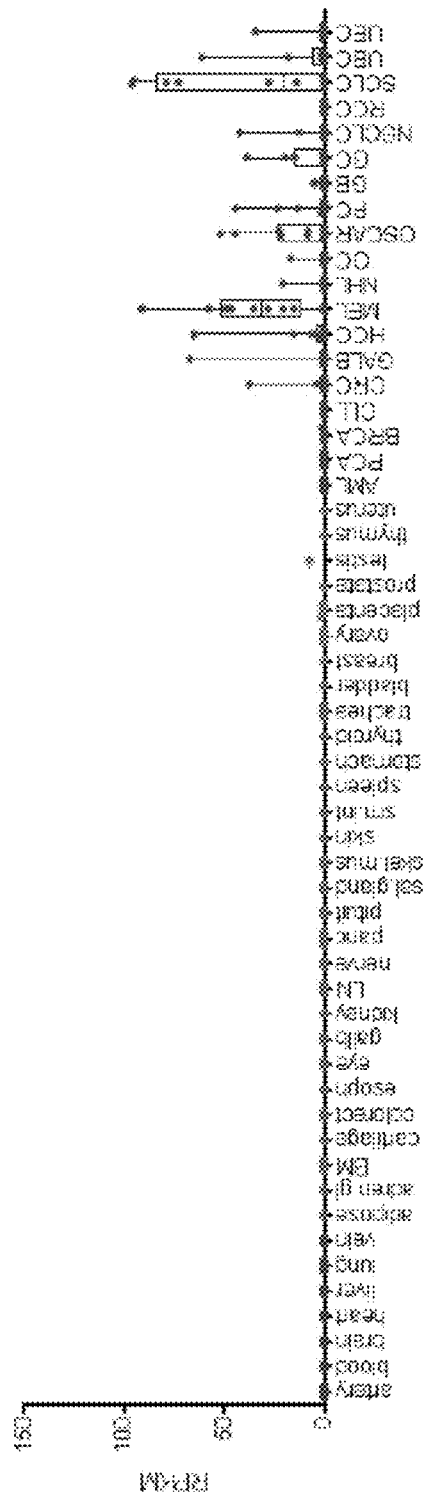 RPKM
150
100
50
0
artery
blood
brain
heart
liver
lung
vein
adipose
adren.gl
BM
cartilage
colorect
esoph
eye
gallb
kidney
LN
nerve
panc
pituit
sal.gland
skel.mus
skin
sm.int
spleen
stomach
thyroid
trachea
bladder
breast
ovary
placenta
prostate
testis
thymus
uterus
AML
PCA
BRCA
CLL
CRC
GALB
HCC
MEL
NHL
OC
OSCAR
PC
GB
GC
NSCLC
RCC
SCLC
UBC
UEC